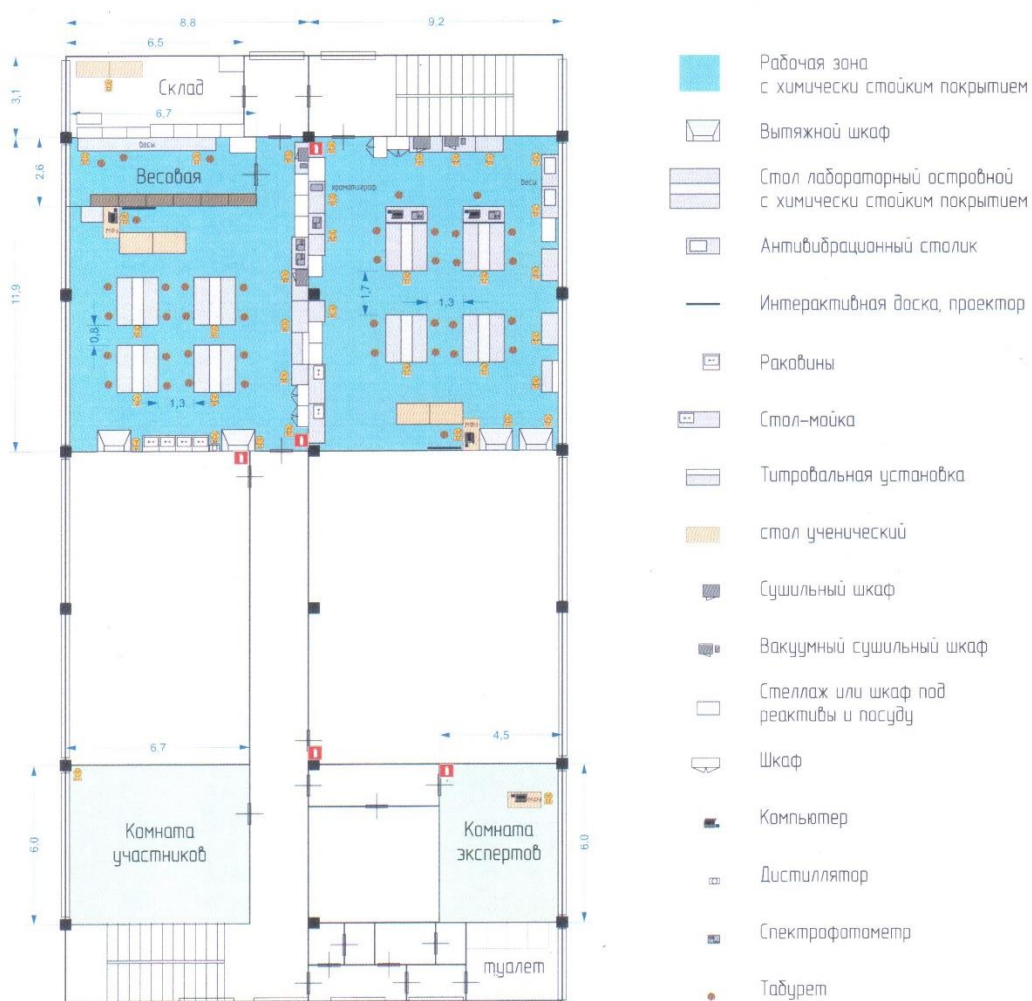 8,8
9,2
6,5
3,1
Склад
6,7
2,6
весы
Весовая
хроматограф
весы
МФУ
11,9
1,7
1,3
0,8
1,3
МФУ
6,7
4,5
6,0
Комната
участников
МФУ
Комната
экспертов
6,0
туалет
Рабочая зона
с химически стойким покрытием
Вытяжной шкаф
Стол лабораторный островной
с химически стойким покрытием
Антивибрационный столик
Интерактивная доска, проектор
Раковины
Стол-мойка
Титровальная установка
стол ученический
Сушильный шкаф
Вакуумный сушильный шкаф
Стеллаж или шкаф под
реактивы и посуду
Шкаф
Компьютер
Дистиллятор
Спектрофотометр
Табурет